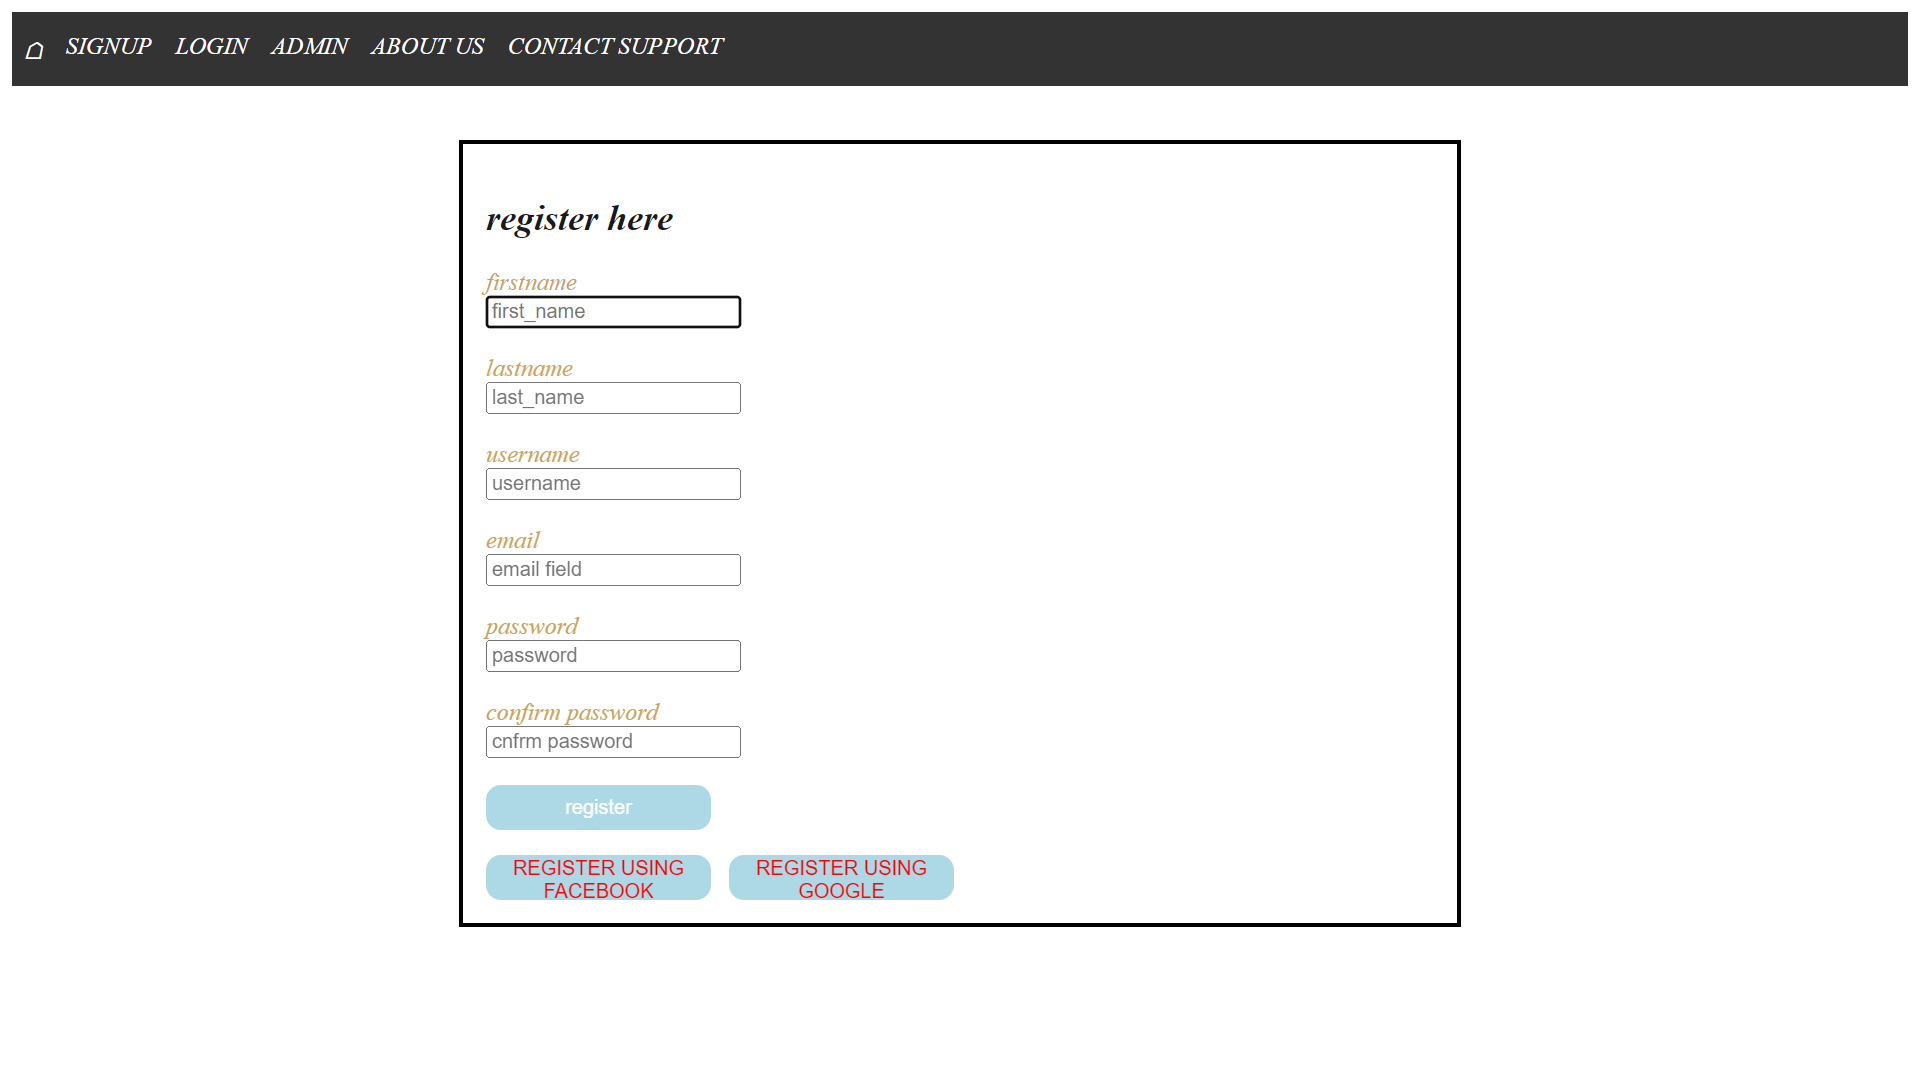 ⌂ SIGNUP LOGIN ADMIN ABOUT US CONTACT SUPPORT
register here
firstname
first_name
lastname
last_name
username
username
email
email field
password
password
confirm password
cnfrm password
register
REGISTER USING FACEBOOK
REGISTER USING GOOGLE